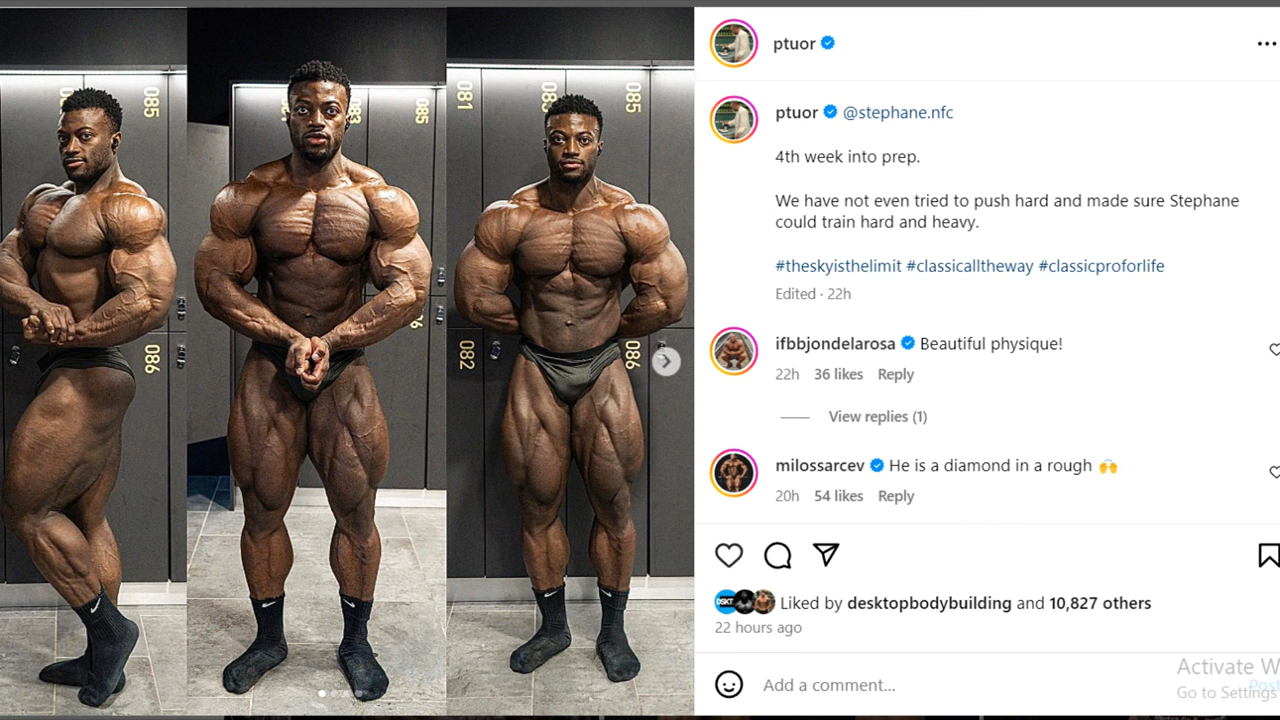 ptuor
ptuor @stephane.nfc
4th week into prep.
We have not even tried to push hard and made sure Stephane
could train hard and heavy.
#theskyisthelimit #classicalltheway #classicproforlife
Edited · 22h
ifbbjondelarosa Beautiful physique!
22h 36 likes Reply
View replies (1)
milossarcev He is a diamond in a rough 🙌
20h 54 likes Reply
Liked by desktopbodybuilding and 10,827 others
22 hours ago
Add a comment...
Post
Activate W
Go to Settings
085
086
085
081
085
082
086
DSKT